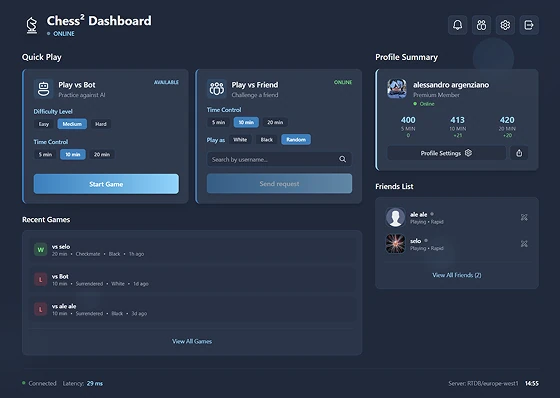 Chess² Dashboard
ONLINE
Quick Play
Play vs Bot
Practice against AI
AVAILABLE
Difficulty Level
Easy Medium Hard
Time Control
5 min 10 min 20 min
Start Game
Play vs Friend
Challenge a friend
ONLINE
Time Control
5 min 10 min 20 min
Play as White Black Random
Search by username...
Send request
Recent Games
W
vs selo
20 min • Checkmate • Black • 1h ago
L
vs Bot
10 min • Surrendered • White • 1d ago
L
vs ale ale
10 min • Surrendered • Black • 3d ago
View All Games
Profile Summary
alessandro argenziano
Premium Member
Online
400 413 420
5 MIN 10 MIN 20 MIN
0 +21 +20
Profile Settings
Friends List
ale ale
Playing • Rapid
selo
Playing • Rapid
View All Friends (2)
Connected Latency: 29 ms
Server: RTDB/europe-west1 14:55